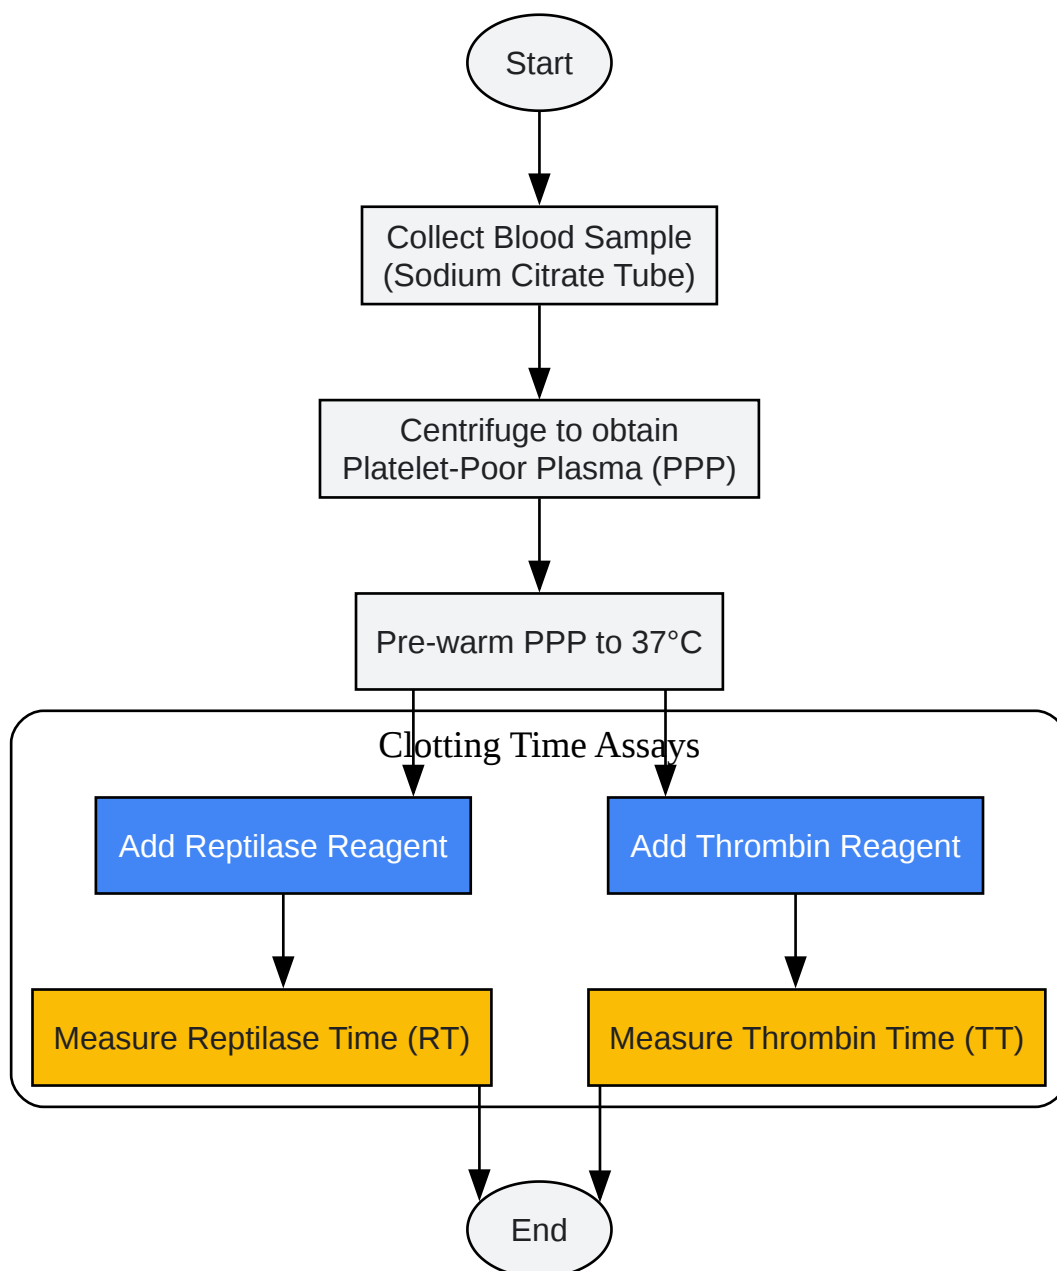 Start
Collect Blood Sample
(Sodium Citrate Tube)
Centrifuge to obtain
Platelet-Poor Plasma (PPP)
Pre-warm PPP to 37°C
Clotting Time Assays
Add Reptilase Reagent
Add Thrombin Reagent
Measure Reptilase Time (RT)
Measure Thrombin Time (TT)
End